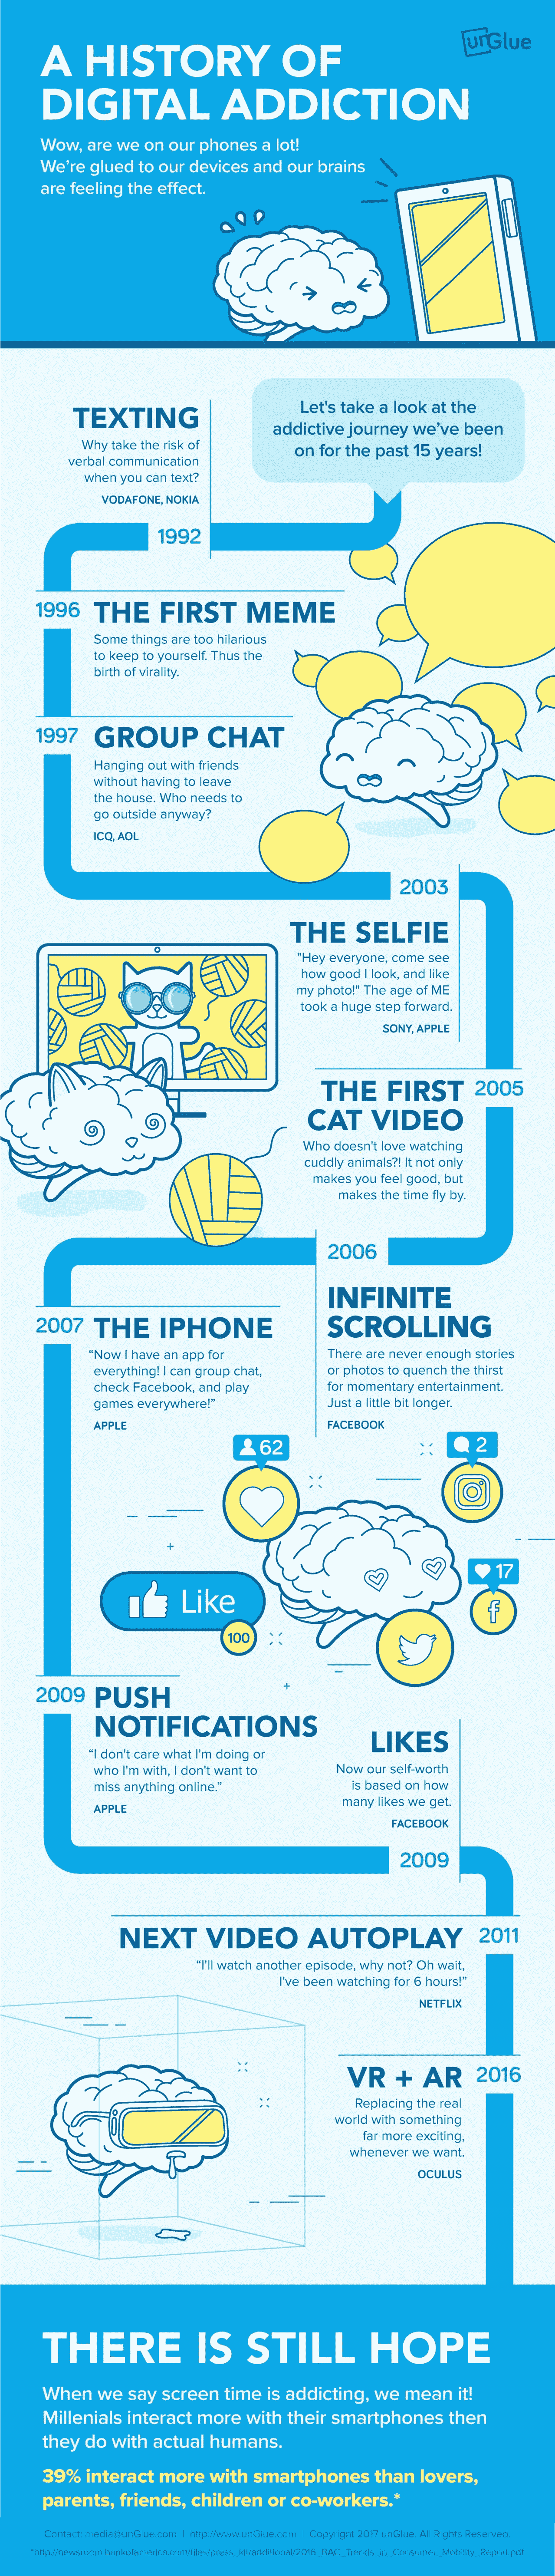 unGlue
A HISTORY OF
DIGITAL ADDICTION
Wow, are we on our phones a lot!
We're glued to our devices and our brains
are feeling the effect.
Let's take a look at the
addictive journey we've been
on for the past 15 years!
TEXTING
Why take the risk of
verbal communication
when you can text?
VODAFONE, NOKIA
1992
1996 THE FIRST MEME
Some things are too hilarious
to keep to yourself. Thus the
birth of virality.
1997 GROUP CHAT
Hanging out with friends
without having to leave
the house. Who needs to
go outside anyway?
ICQ, AOL
2003
THE SELFIE
"Hey everyone, come see
how good I look, and like
my photo!" The age of ME
took a huge step forward.
SONY, APPLE
THE FIRST 2005
CAT VIDEO
Who doesn't love watching
cuddly animals?! It not only
makes you feel good, but
makes the time fly by.
2006
INFINITE
SCROLLING
There are never enough stories
or photos to quench the thirst
for momentary entertainment.
Just a little bit longer.
FACEBOOK
2007 THE IPHONE
“Now I have an app for
everything! I can group chat,
check Facebook, and play
games everywhere!”
APPLE
62
2
17
Like
100
f
2009 PUSH
NOTIFICATIONS
“I don't care what I'm doing or
who I'm with, I don't want to
miss anything online.”
APPLE
LIKES
Now our self-worth
is based on how
many likes we get.
FACEBOOK
2009
NEXT VIDEO AUTOPLAY 2011
“I'll watch another episode, why not? Oh wait,
I've been watching for 6 hours!”
NETFLIX
VR + AR 2016
Replacing the real
world with something
far more exciting,
whenever we want.
OCULUS
THERE IS STILL HOPE
When we say screen time is addicting, we mean it!
Millenials interact more with their smartphones then
they do with actual humans.
39% interact more with smartphones than lovers,
parents, friends, children or co-workers.*
Contact: media@unGlue.com | http://www.unGlue.com | Copyright 2017 unGlue. All Rights Reserved.
*http://newsroom.bankofamerica.com/files/press_kit/additional/2016_BAC_Trends_in_Consumer_Mobility_Report.pdf